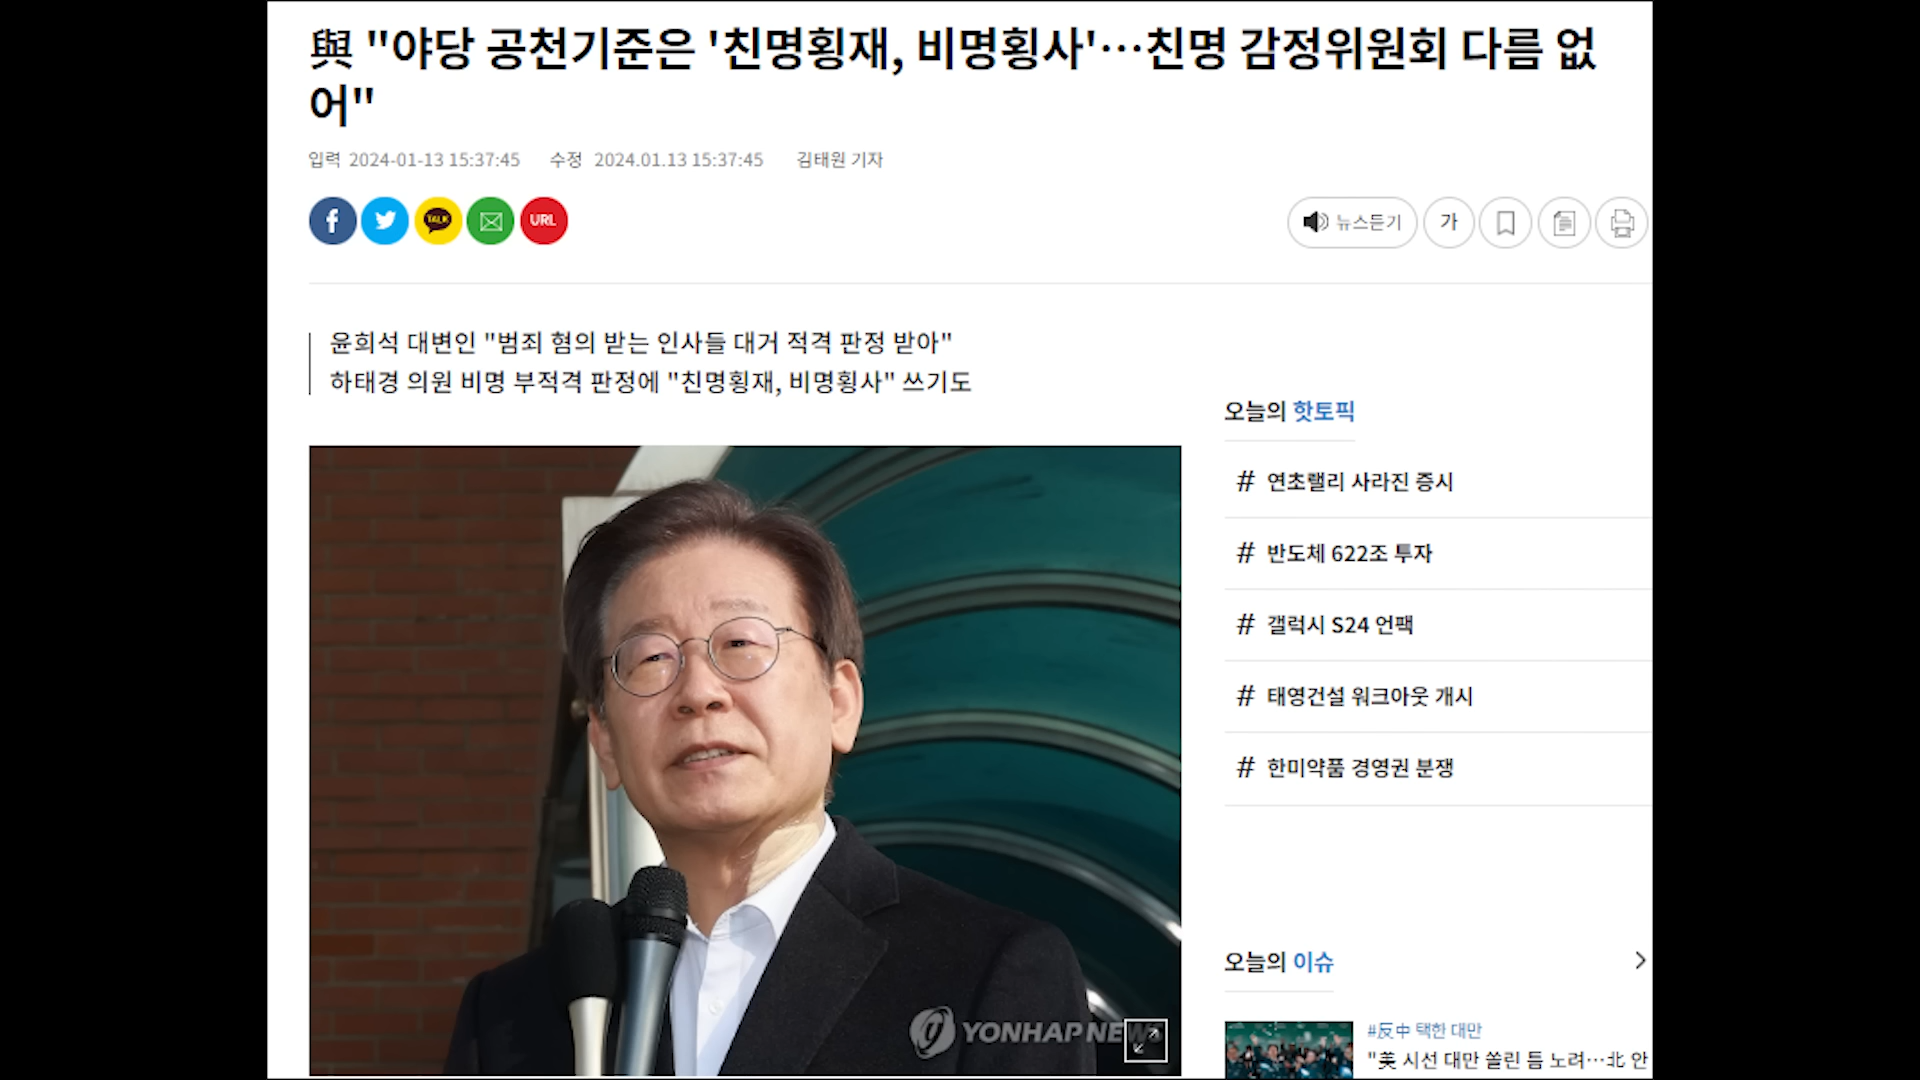 與 "야당 공천기준은 '친명횡재, 비명횡사'…친명 감정위원회 다름 없
어"
입력 2024-01-13 15:37:45 수정 2024.01.13 15:37:45 김태원 기자
f TALK URL 뉴스듣기 가
윤희석 대변인 "범죄 혐의 받는 인사들 대거 적격 판정 받아"
하태경 의원 비명 부적격 판정에 "친명횡재, 비명횡사" 쓰기도
오늘의 핫토픽
# 연초랠리 사라진 증시
# 반도체 622조 투자
# 갤럭시 S24 언팩
# 태영건설 워크아웃 개시
# 한미약품 경영권 분쟁
오늘의 이슈
#反中 택한 대만
"美 시선 대만 쏠린 틈 노려…北 안
YONHAP NEWS